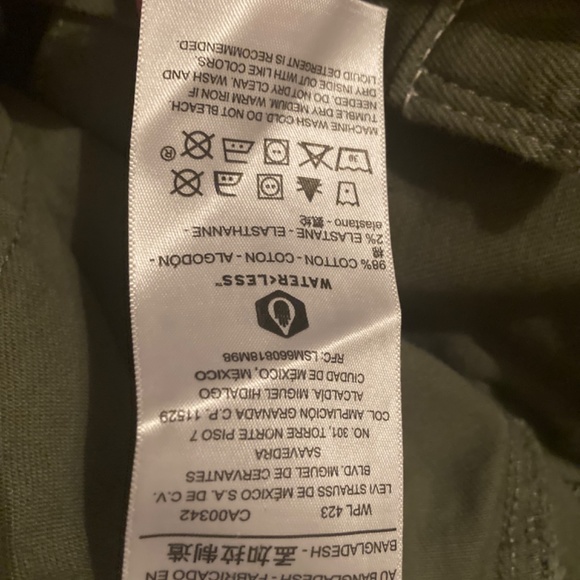 AU BANGLADESH - FABRICADO EN
BANGLADESH - 孟加拉制造
WPL 423 CA00342
LEVI STRAUSS DE MÉXICO S.A. DE C.V.
BLVD. MIGUEL DE CERVANTES
SAAVEDRA
NO. 301, TORRE NORTE PISO 7
COL. AMPLIACIÓN GRANADA C.P. 11529
ALCALDÍA. MIGUEL HIDALGO
CIUDAD DE MÉXICO, MÉXICO
RFC: LSM660818M98
WATER<LESS™
98% COTTON - COTON - ALGODÓN -
棉
2% ELASTANE - ELASTHANNE -
elastano - 氨纶
30
®
MACHINE WASH COLD. DO NOT BLEACH.
TUMBLE DRY MEDIUM. WARM IRON IF
NEEDED. DO NOT DRY CLEAN. WASH AND
DRY INSIDE OUT WITH LIKE COLORS.
LIQUID DETERGENT IS RECOMMENDED.